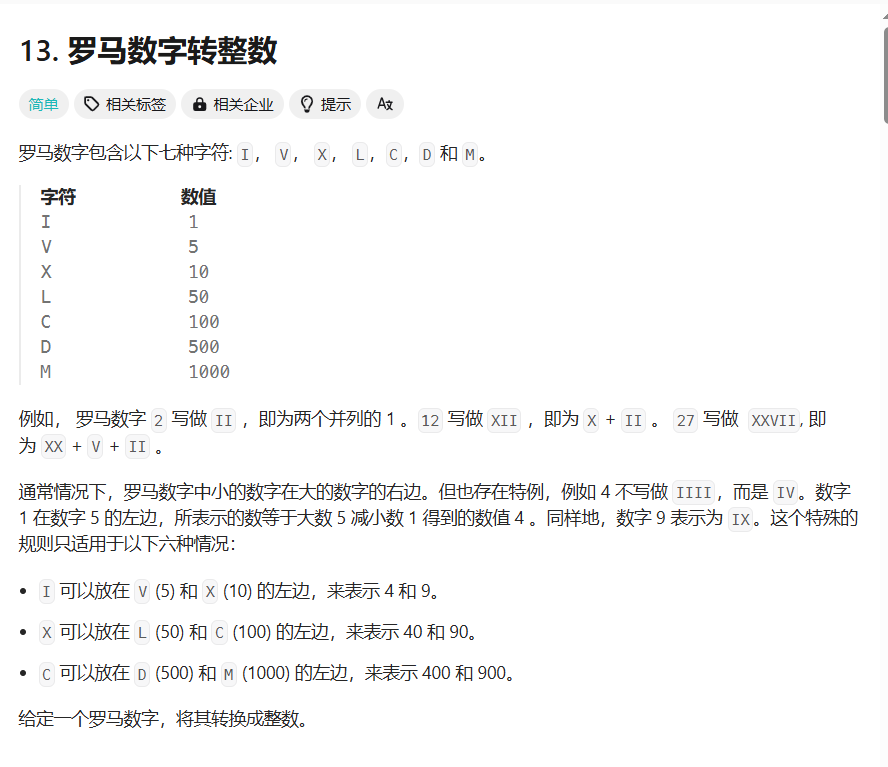 13. 罗马数字转整数
简单 相关标签 相关企业 提示 Aあ
罗马数字包含以下七种字符: I， V， X， L，C，D 和 M。
字符 数值
I 1
V 5
X 10
L 50
C 100
D 500
M 1000
例如， 罗马数字 2 写做 II ，即为两个并列的 1 。12 写做 XII ，即为 X + II 。 27 写做 XXVII, 即
为 XX + V + II 。
通常情况下，罗马数字中小的数字在大的数字的右边。但也存在特例，例如 4 不写做 IIII，而是 IV。数字
1 在数字 5 的左边，所表示的数等于大数 5 减小数 1 得到的数值 4 。同样地，数字 9 表示为 IX。这个特殊的
规则只适用于以下六种情况：
• I 可以放在 V (5) 和 X (10) 的左边，来表示 4 和 9。
• X 可以放在 L (50) 和 C (100) 的左边，来表示 40 和 90。
• C 可以放在 D (500) 和 M (1000) 的左边，来表示 400 和 900。
给定一个罗马数字，将其转换成整数。